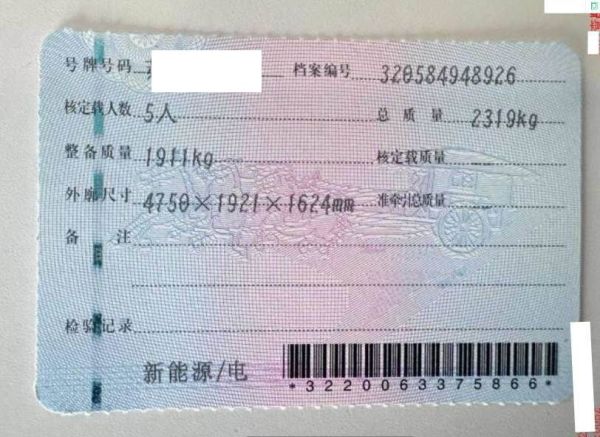 号牌号码 档案编号 320584948926
核定载人数 5人 总质量 2319kg
整备质量 1911kg 核定载质量
外廓尺寸 4750×1921×1624mm 准牵引总质量
备注
检验记录
新能源/电
*3220063375866*